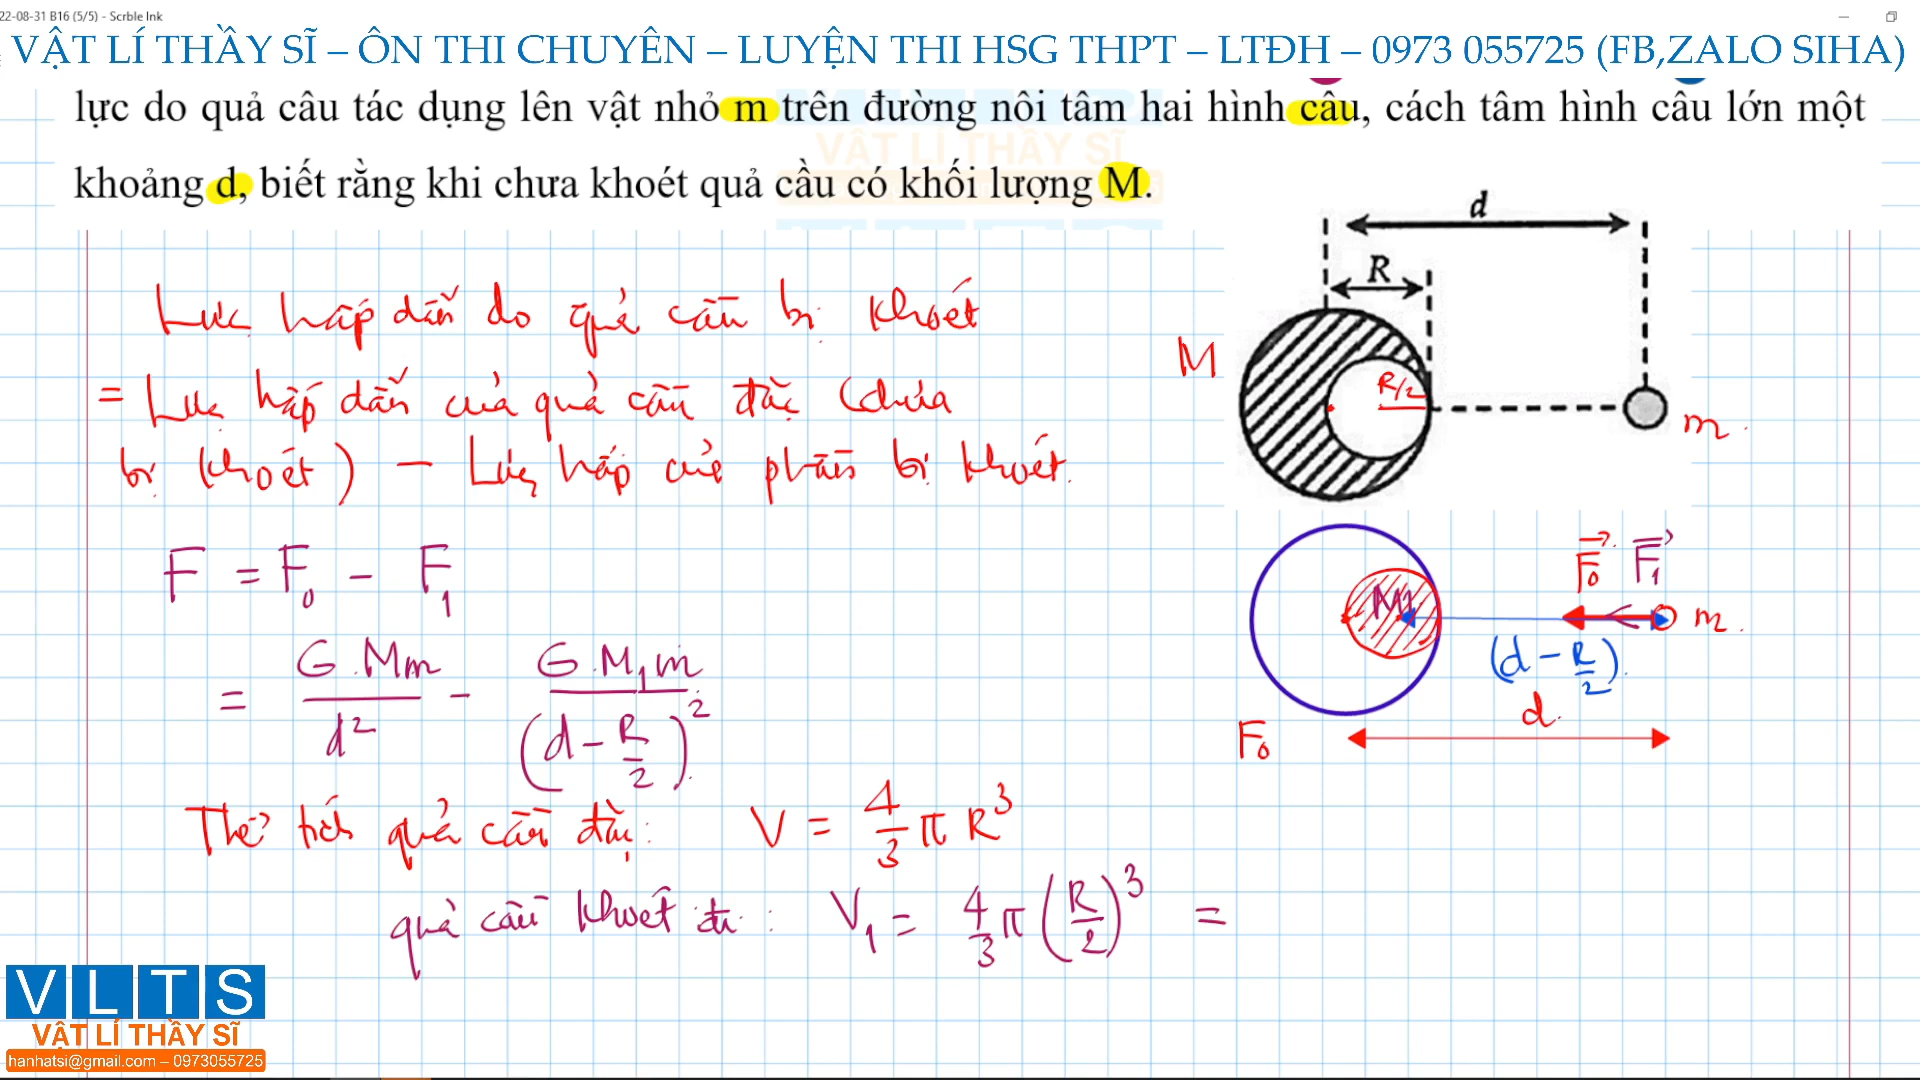 22-08-31 B16 (5/5) - Scrble Ink
VẬT LÍ THẦY SĨ – ÔN THI CHUYÊN – LUYỆN THI HSG THPT – LTĐH – 0973 055725 (FB,ZALO SIHA)
lực do quả cầu tác dụng lên vật nhỏ m trên đường nối tâm hai hình cầu, cách tâm hình cầu lớn một
VẬT LÍ THẦY SĨ
khoảng d, biết rằng khi chưa khoét quả cầu có khối lượng M.
d
R
M
R/2
m
Lực hấp dẫn do quả cầu bị khoét
= Lực hấp dẫn của quả cầu đặc (chưa
bị khoét) – Lực hấp của phần bị khoét.
F = F₀ – F₁
= G.Mm/d² – G.M₁m/(d – R/2)²
M₁
F₀ F₁
m
(d – R/2)
d
F₀
Thể tích quả cầu đặc: V = 4/3 π R³
quả cầu khoét đi: V₁ = 4/3 π (R/2)³ =
VLTS
VẬT LÍ THẦY SĨ
hanhatsi@gmail.com – 0973055725